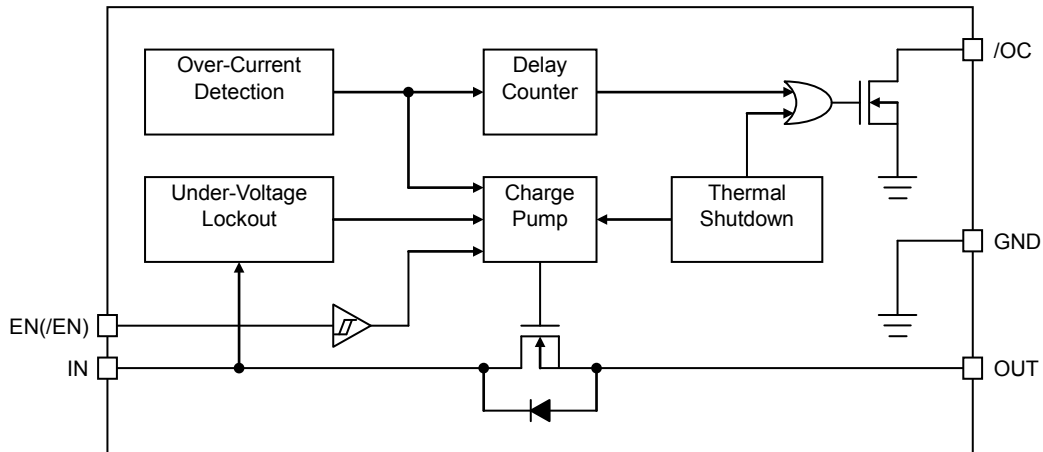 Over-Current
Detection
Delay
Counter
/OC
Under-Voltage
Lockout
Charge
Pump
Thermal
Shutdown
GND
EN(/EN)
IN
OUT